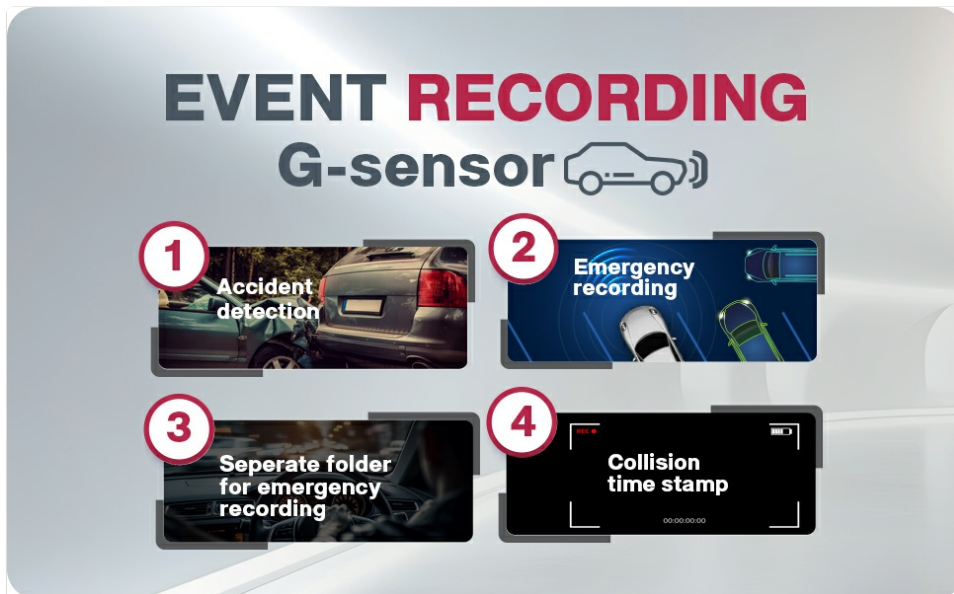 EVENT RECORDING
G-sensor
1
Accident
detection
2
Emergency
recording
3
Seperate folder
for emergency
recording
4
REC
Collision
time stamp
00:00:00:00